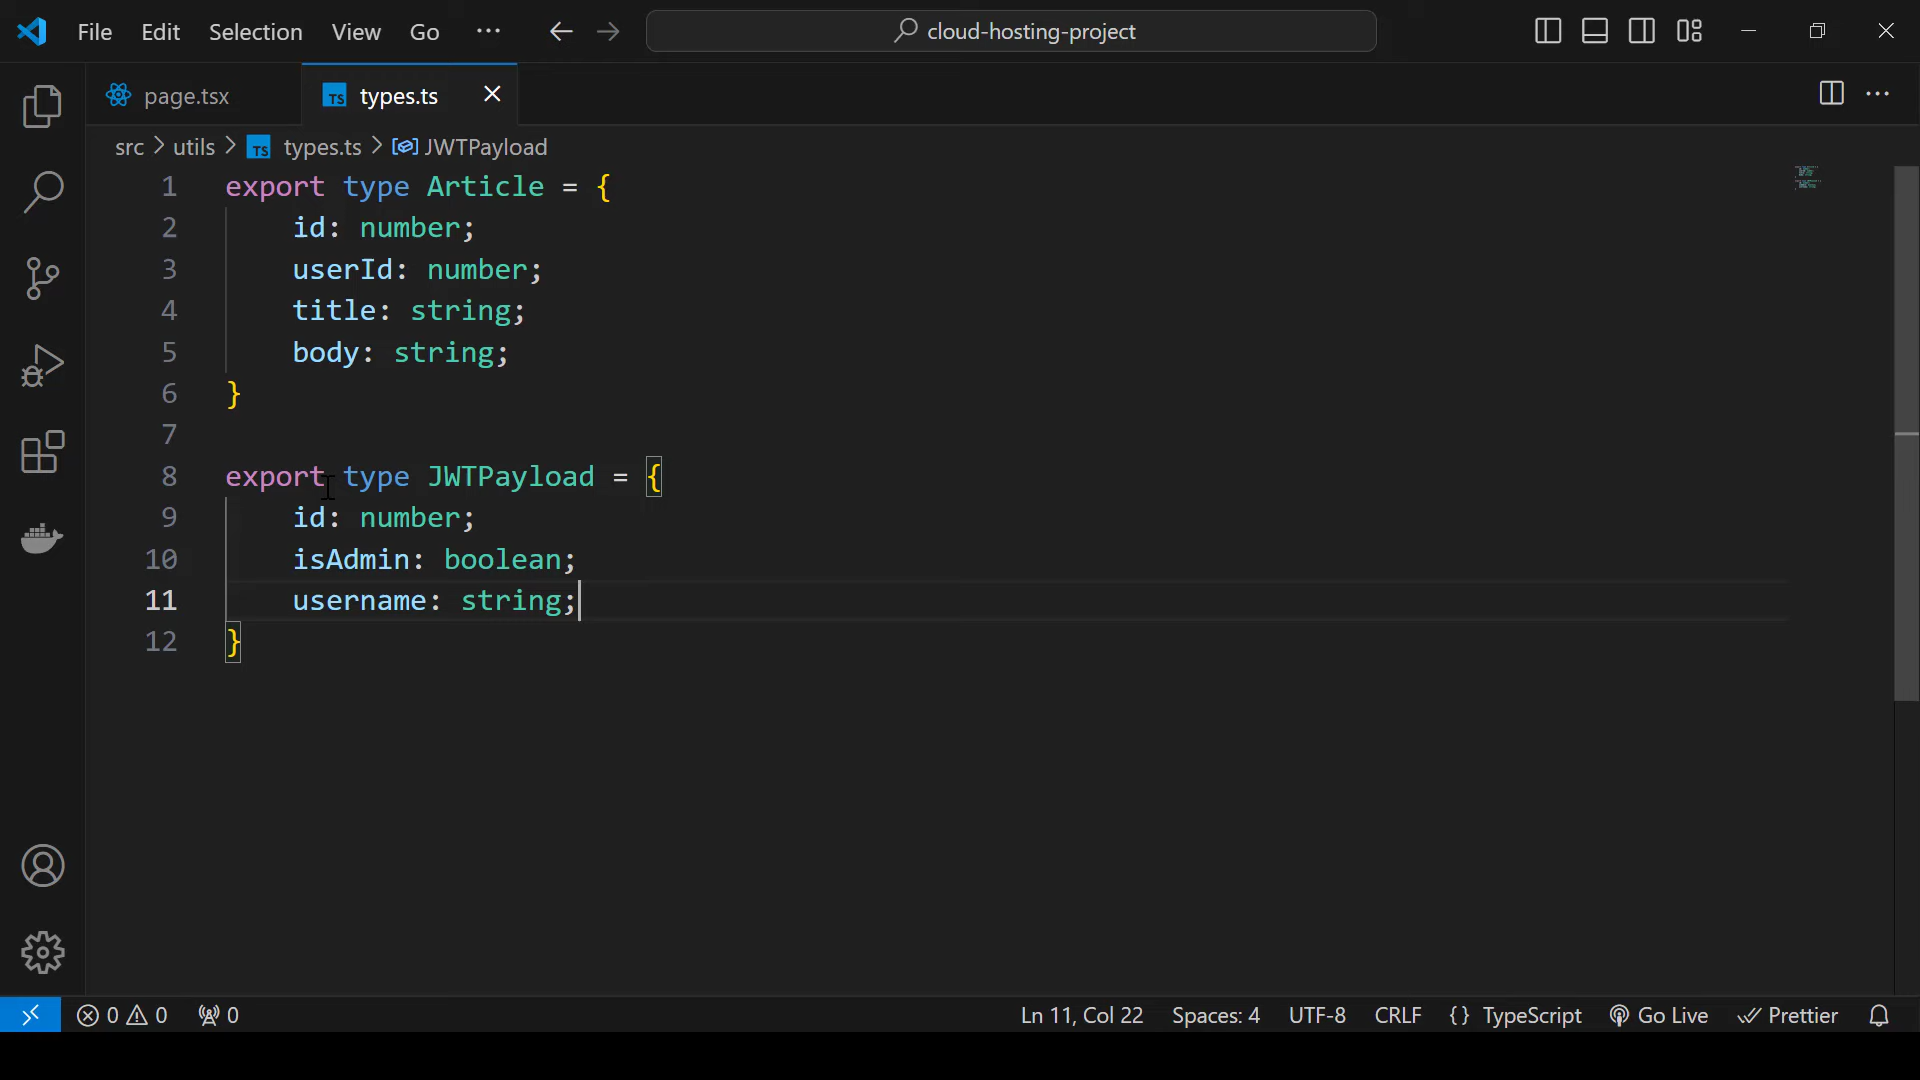 File Edit Selection View Go ··· cloud-hosting-project
page.tsx types.ts
src > utils > TS types.ts > JWTPayload
1 export type Article = {
2     id: number;
3     userId: number;
4     title: string;
5     body: string;
6 }
7
8 export type JWTPayload = {
9     id: number;
10     isAdmin: boolean;
11     username: string;
12 }
0 0 0 Ln 11, Col 22 Spaces: 4 UTF-8 CRLF {} TypeScript Go Live Prettier